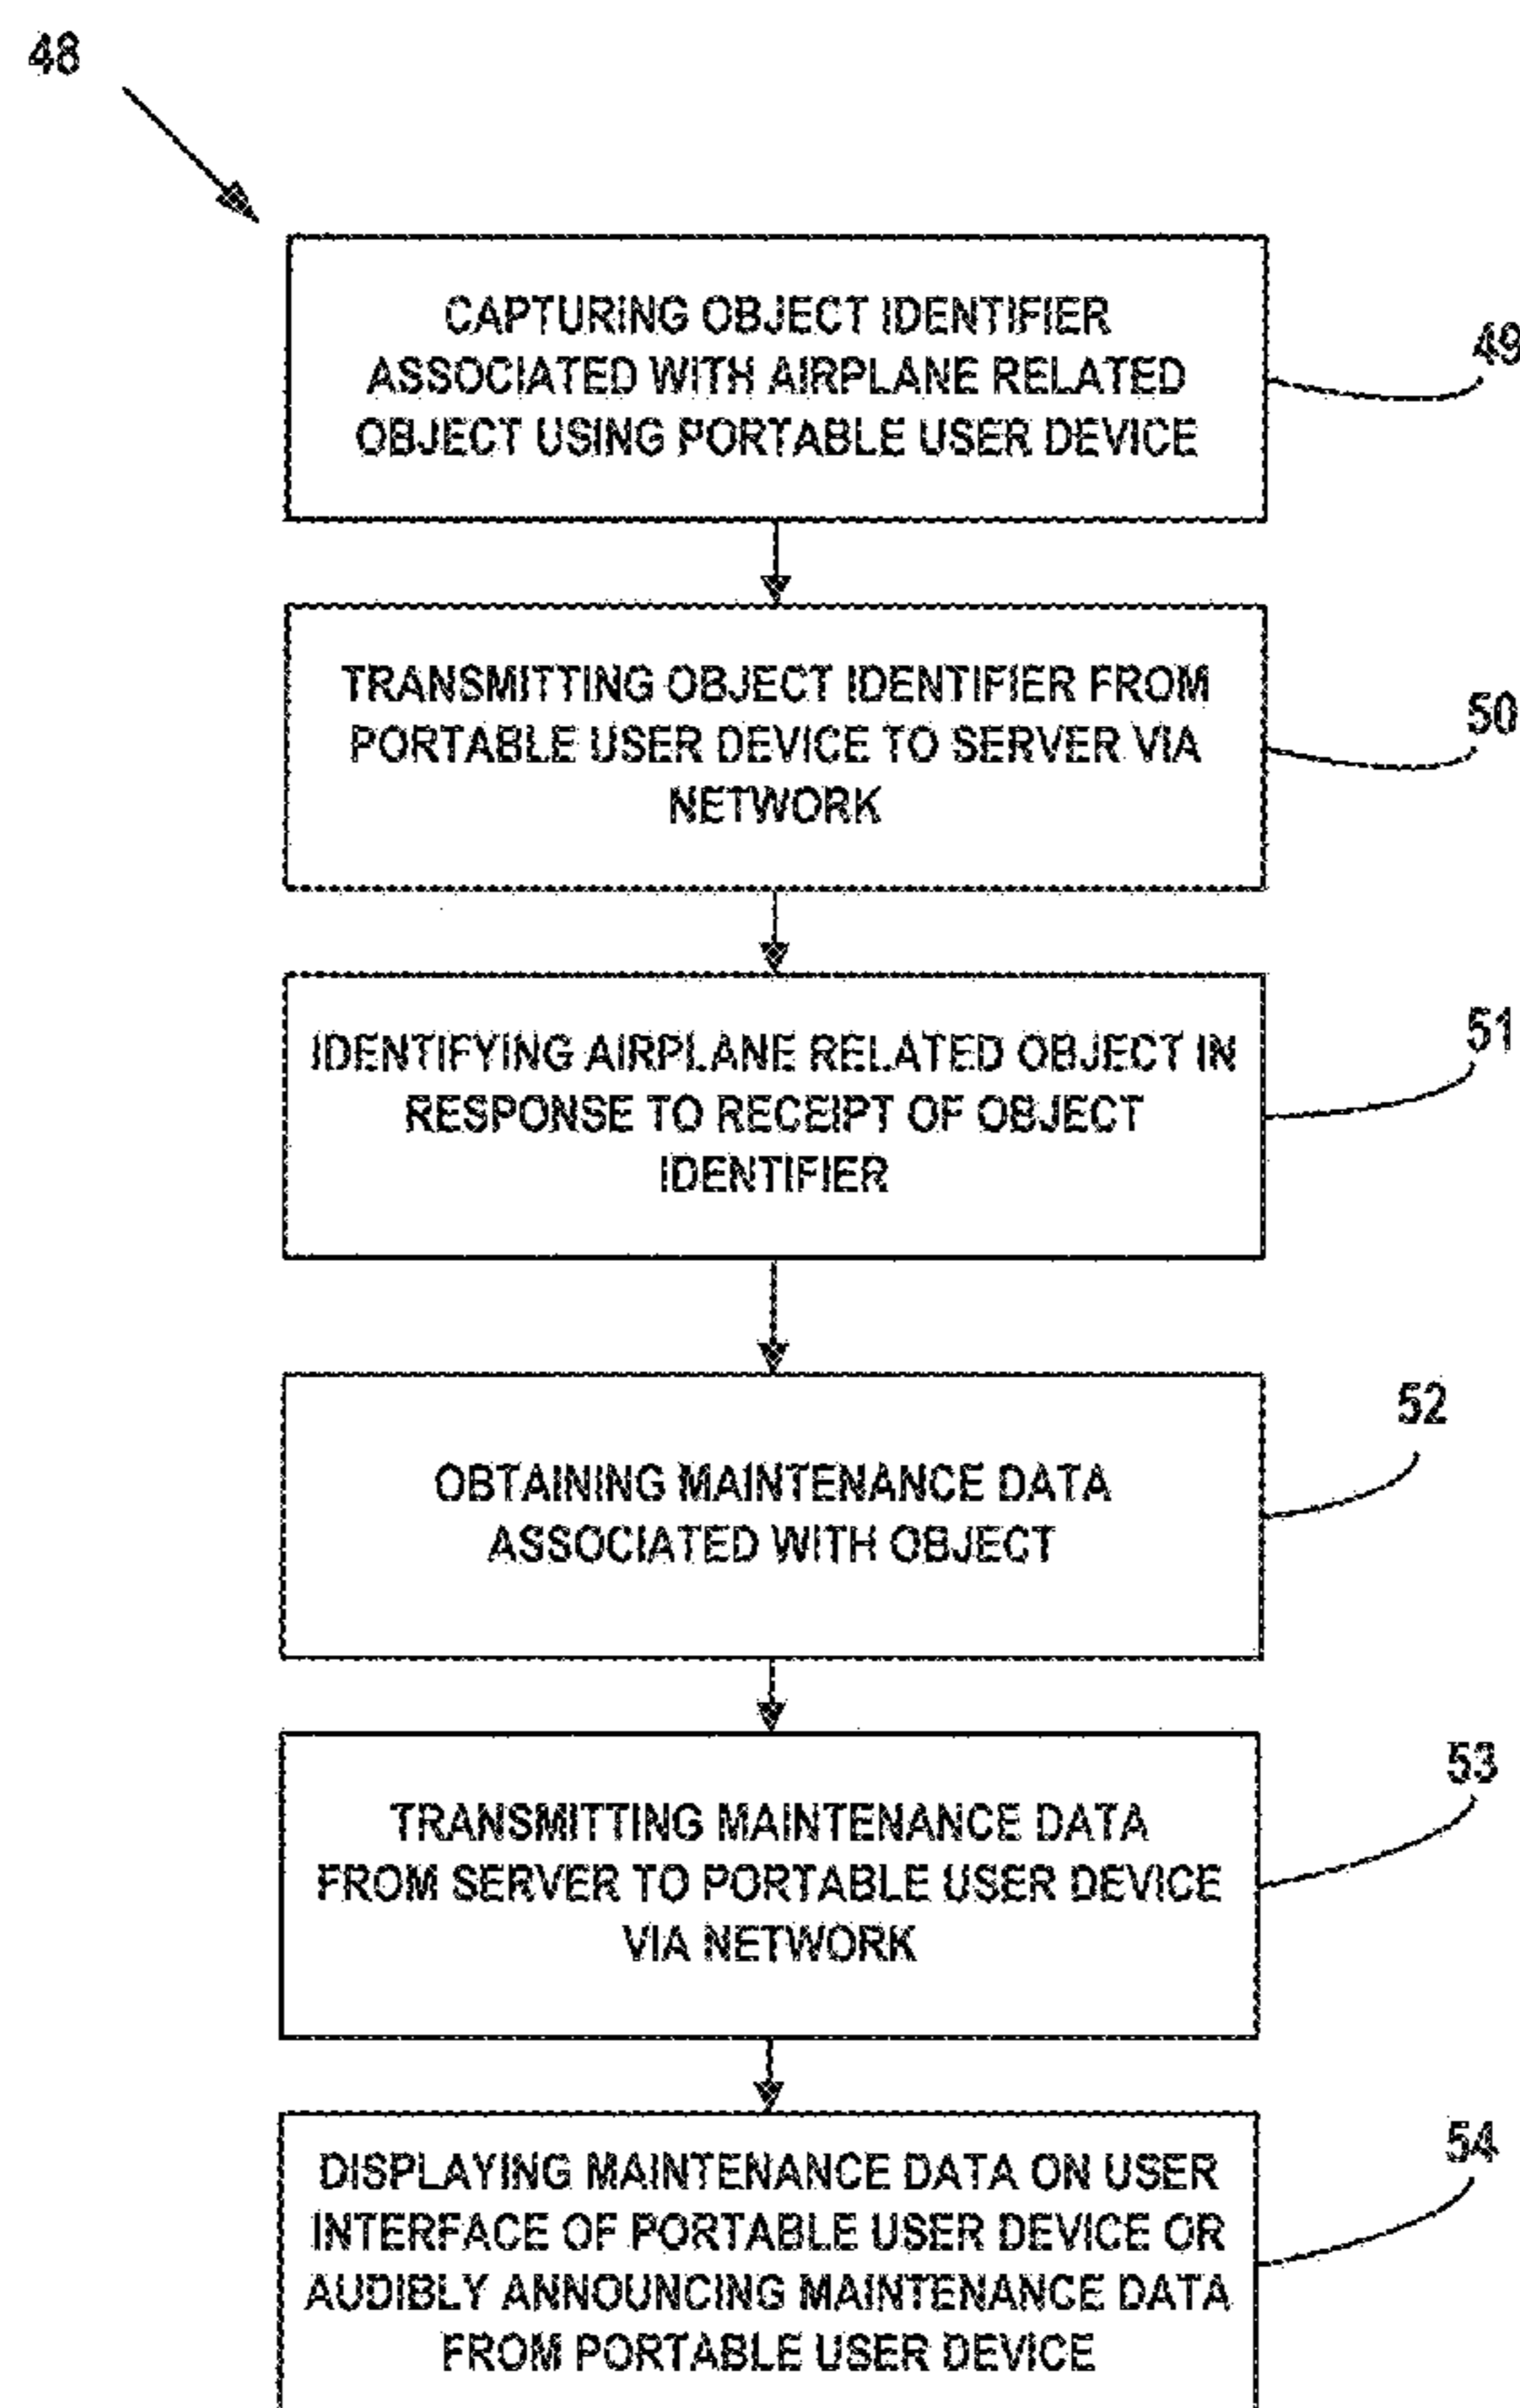 48
CAPTURING OBJECT IDENTIFIER
ASSOCIATED WITH AIRPLANE RELATED
OBJECT USING PORTABLE USER DEVICE
49
TRANSMITTING OBJECT IDENTIFIER FROM
PORTABLE USER DEVICE TO SERVER VIA
NETWORK
50
IDENTIFYING AIRPLANE RELATED OBJECT IN
RESPONSE TO RECEIPT OF OBJECT
IDENTIFIER
51
OBTAINING MAINTENANCE DATA
ASSOCIATED WITH OBJECT
52
TRANSMITTING MAINTENANCE DATA
FROM SERVER TO PORTABLE USER DEVICE
VIA NETWORK
53
DISPLAYING MAINTENANCE DATA ON USER
INTERFACE OF PORTABLE USER DEVICE OR
AUDIBLY ANNOUNCING MAINTENANCE DATA
FROM PORTABLE USER DEVICE
54